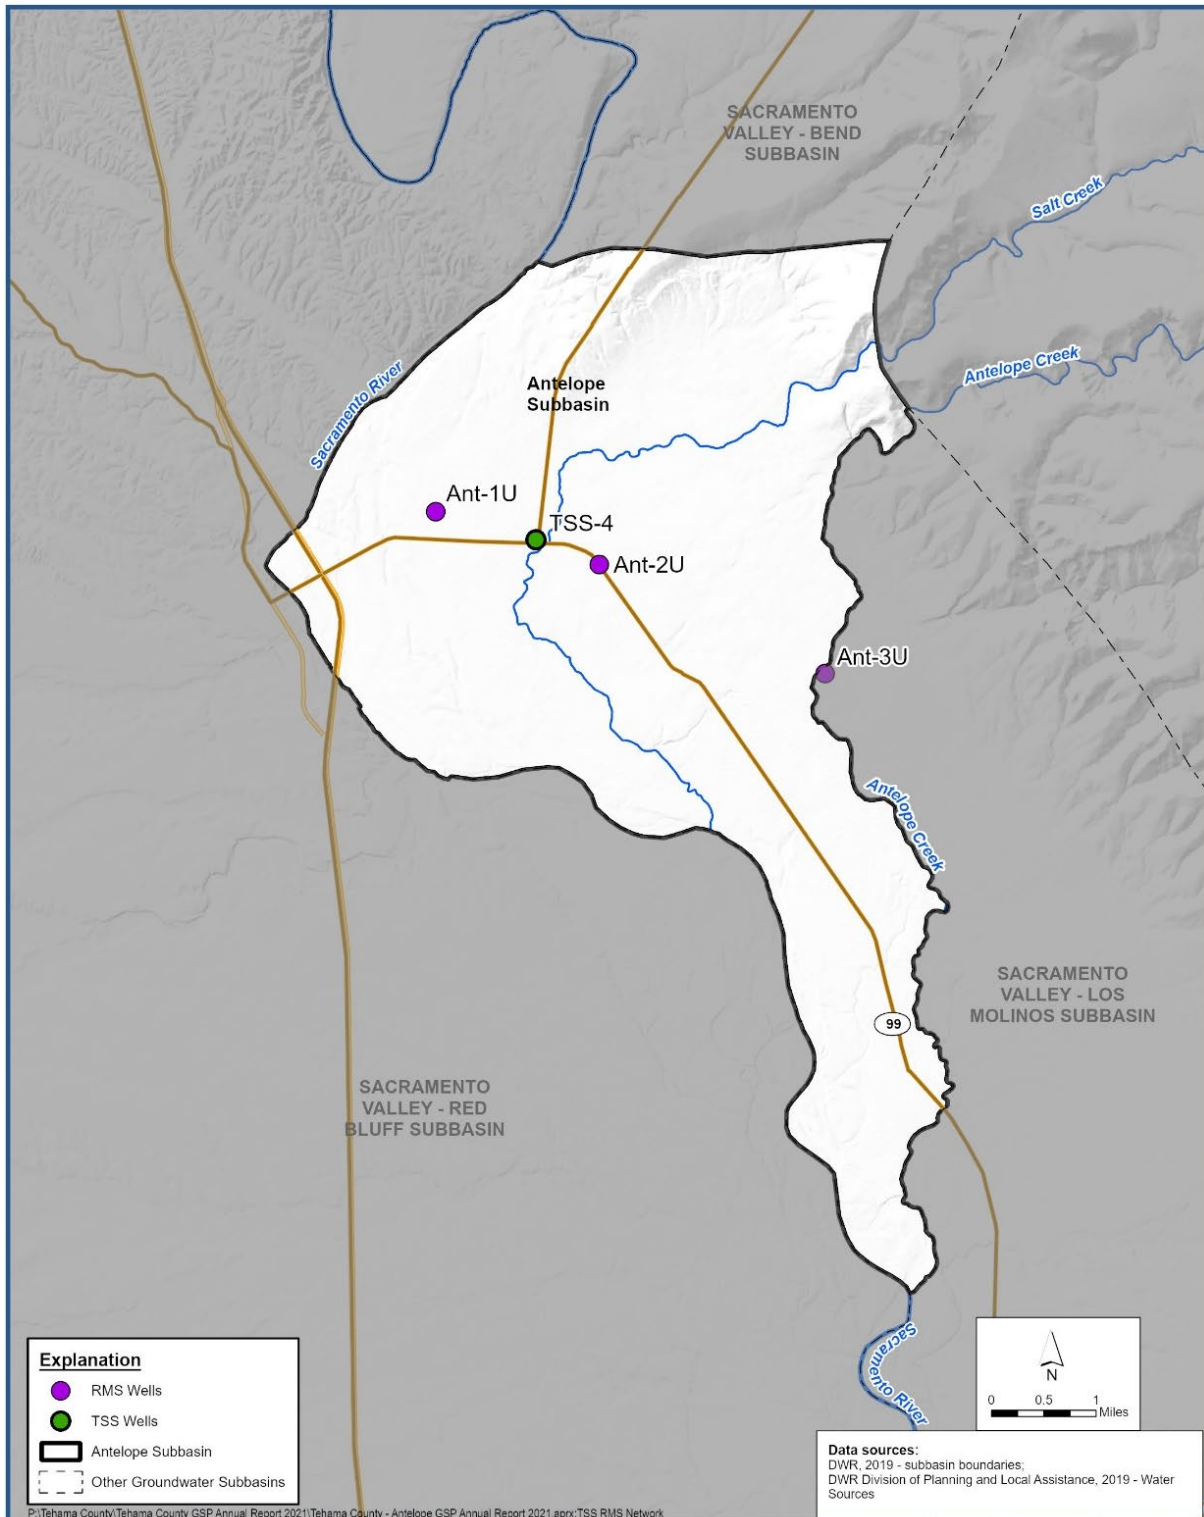 SACRAMENTO
VALLEY - BEND
SUBBASIN
Salt Creek
Antelope Creek
Sacramento River
Antelope
Subbasin
Ant-1U
TSS-4
Ant-2U
Ant-3U
Antelope Creek
SACRAMENTO
VALLEY - LOS
MOLINOS SUBBASIN
99
SACRAMENTO
VALLEY - RED
BLUFF SUBBASIN
Sacramento River
Explanation
RMS Wells
TSS Wells
Antelope Subbasin
Other Groundwater Subbasins
N
0 0.5 1
Miles
Data sources:
DWR, 2019 - subbasin boundaries;
DWR Division of Planning and Local Assistance, 2019 - Water
Sources
P:\Tehama County\Tehama County GSP Annual Report 2021\Tehama County - Antelope GSP Annual Report 2021.aprx:TSS RMS Network